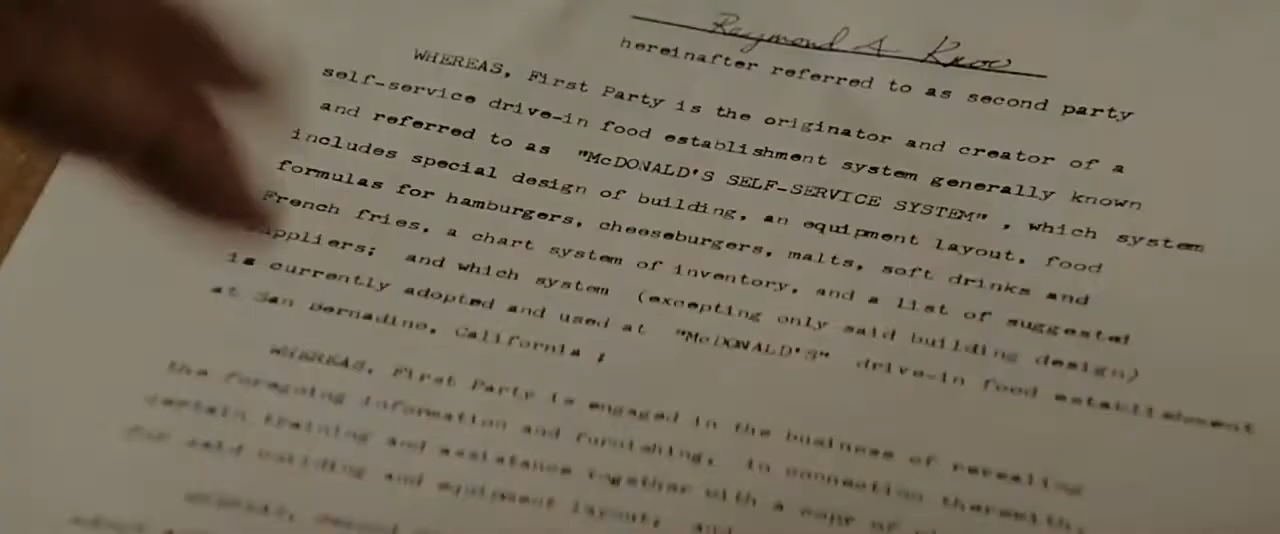 Raymond A Kroc
hereinafter referred to as second party
WHEREAS, First Party is the originator and creator of a
self-service drive-in food establishment system generally known
and referred to as "McDONALD'S SELF-SERVICE SYSTEM", which system
includes special design of building, an equipment layout, food
formulas for hamburgers, cheeseburgers, malts, soft drinks and
French fries, a chart system of inventory, and a list of suggested
suppliers; and which system (excepting only said building design)
is currently adopted and used at "McDONALD'S" drive-in food establishment
at San Bernadino, California ;
WHEREAS, First Party is engaged in the business of revealing
the foregoing information and furnishing, in connection therewith,
certain training and assistance together with a copy of
for said building and equipment layout; and
WHEREAS, Second